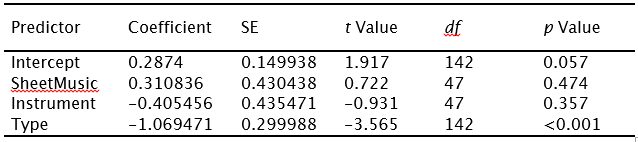 Predictor Coefficient SE t Value df p Value
Intercept 0.2874 0.149938 1.917 142 0.057
SheetMusic 0.310836 0.430438 0.722 47 0.474
Instrument −0.405456 0.435471 −0.931 47 0.357
Type −1.069471 0.299988 −3.565 142 <0.001